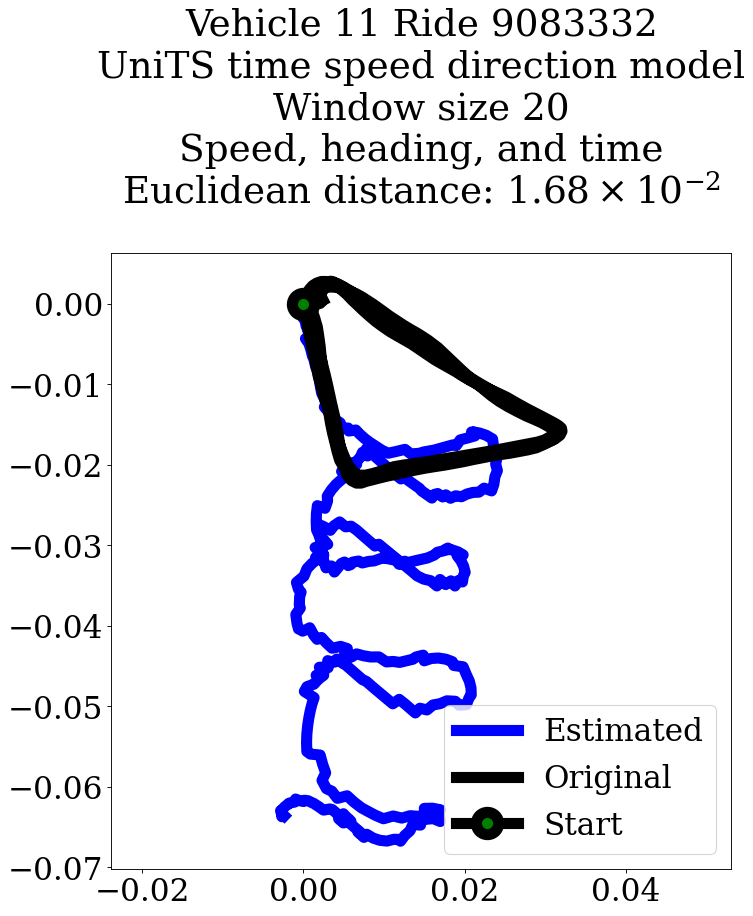 Vehicle 11 Ride 9083332
UniTS time speed direction model
Window size 20
Speed, heading, and time
Euclidean distance: 1.68 × 10⁻²
0.00
−0.01
−0.02
−0.03
−0.04
−0.05
−0.06
−0.07
−0.02
0.00
0.02
0.04
Estimated
Original
Start